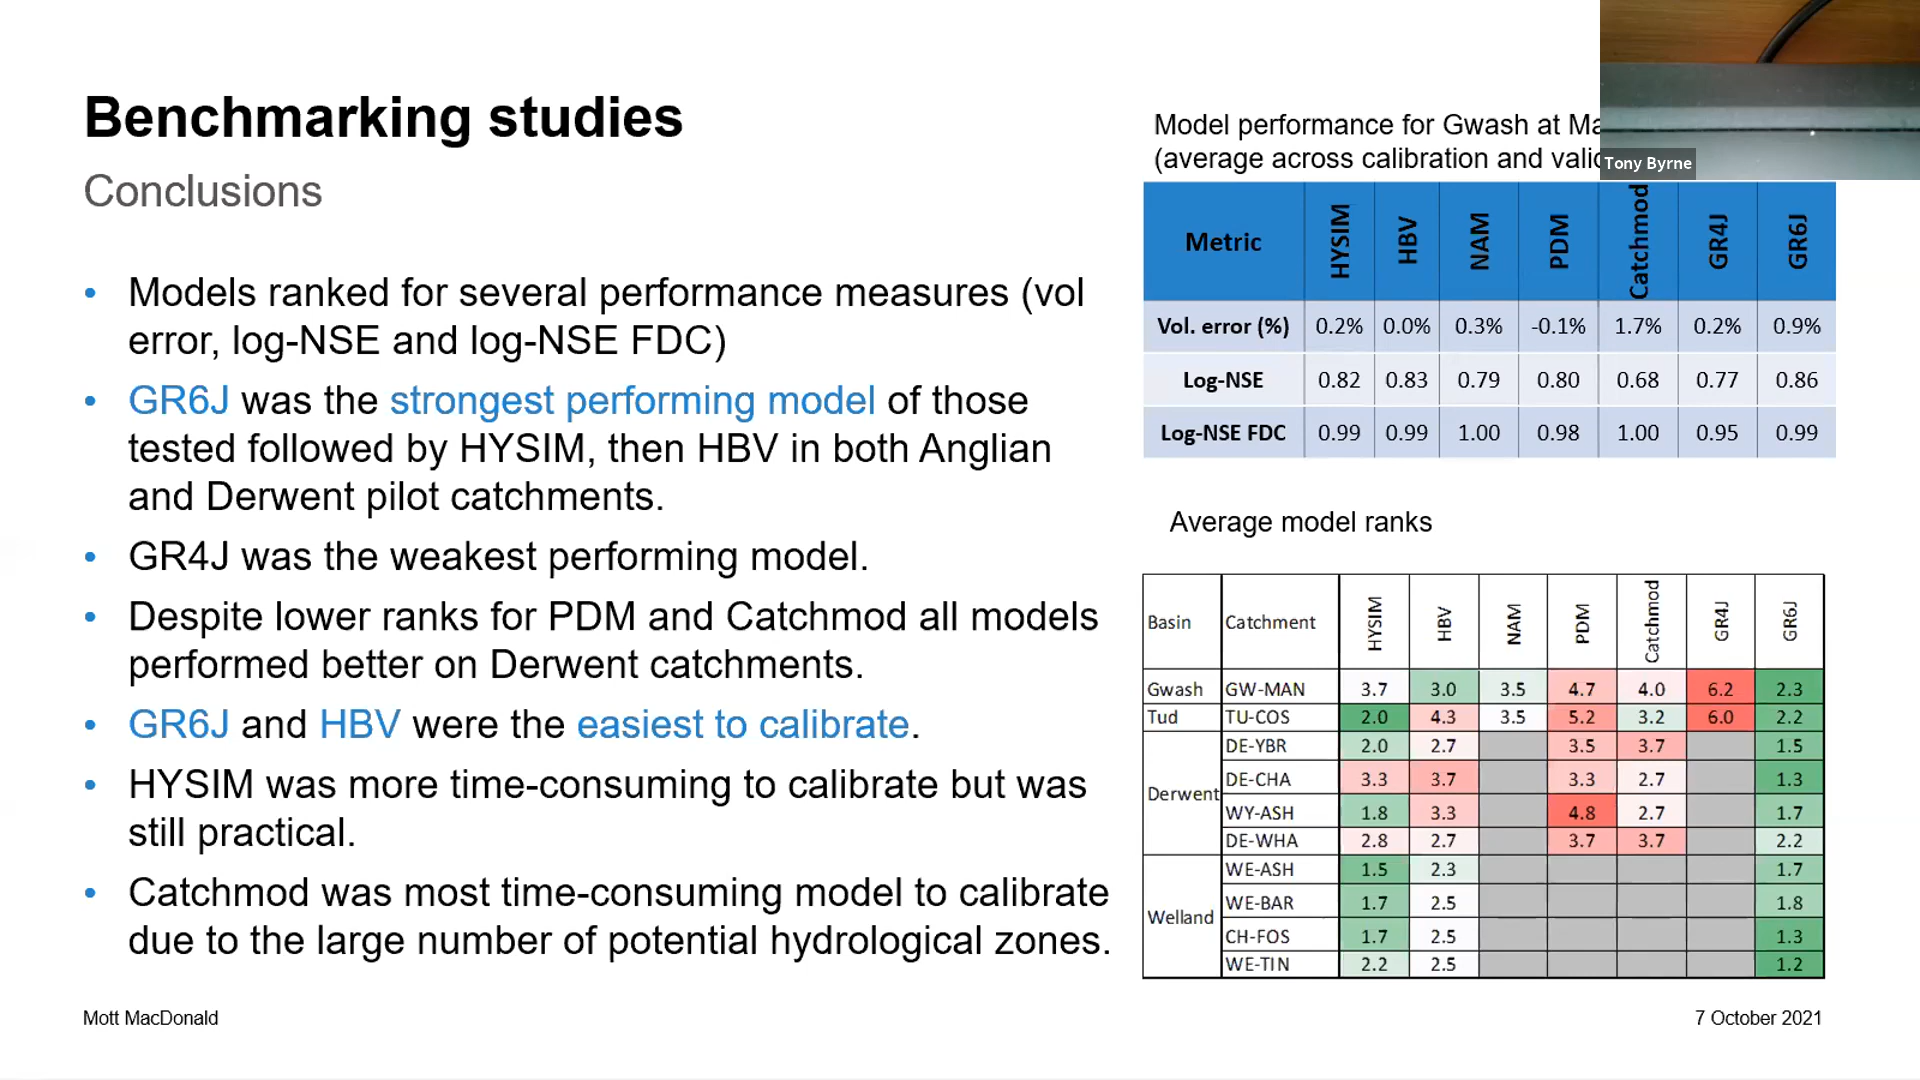 Benchmarking studies
Conclusions
• Models ranked for several performance measures (vol
error, log-NSE and log-NSE FDC)
• GR6J was the strongest performing model of those
tested followed by HYSIM, then HBV in both Anglian
and Derwent pilot catchments.
• GR4J was the weakest performing model.
• Despite lower ranks for PDM and Catchmod all models
performed better on Derwent catchments.
• GR6J and HBV were the easiest to calibrate.
• HYSIM was more time-consuming to calibrate but was
still practical.
• Catchmod was most time-consuming model to calibrate
due to the large number of potential hydrological zones.
Model performance for Gwash at Ma
(average across calibration and valid
Tony Byrne
Metric HYSIM HBV NAM PDM Catchmod GR4J GR6J
Vol. error (%) 0.2% 0.0% 0.3% -0.1% 1.7% 0.2% 0.9%
Log-NSE 0.82 0.83 0.79 0.80 0.68 0.77 0.86
Log-NSE FDC 0.99 0.99 1.00 0.98 1.00 0.95 0.99
Average model ranks
Basin Catchment HYSIM HBV NAM PDM Catchmod GR4J GR6J
Gwash GW-MAN 3.7 3.0 3.5 4.7 4.0 6.2 2.3
Tud TU-COS 2.0 4.3 3.5 5.2 3.2 6.0 2.2
Derwent DE-YBR 2.0 2.7 3.5 3.7 1.5
DE-CHA 3.3 3.7 3.3 2.7 1.3
WY-ASH 1.8 3.3 4.8 2.7 1.7
DE-WHA 2.8 2.7 3.7 3.7 2.2
Welland WE-ASH 1.5 2.3 1.7
WE-BAR 1.7 2.5 1.8
CH-FOS 1.7 2.5 1.3
WE-TIN 2.2 2.5 1.2
Mott MacDonald
7 October 2021